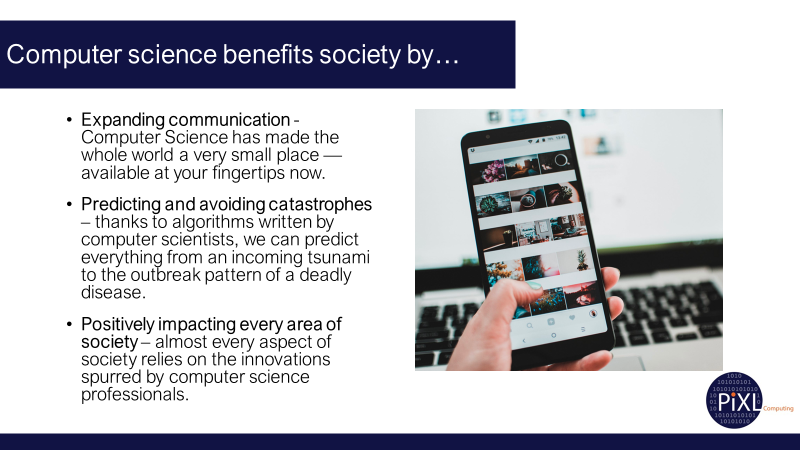 Computer science benefits society by…
• Expanding communication -
Computer Science has made the
whole world a very small place —
available at your fingertips now.
• Predicting and avoiding catastrophes
– thanks to algorithms written by
computer scientists, we can predict
everything from an incoming tsunami
to the outbreak pattern of a deadly
disease.
• Positively impacting every area of
society – almost every aspect of
society relies on the innovations
spurred by computer science
professionals.
PiXL
Computing